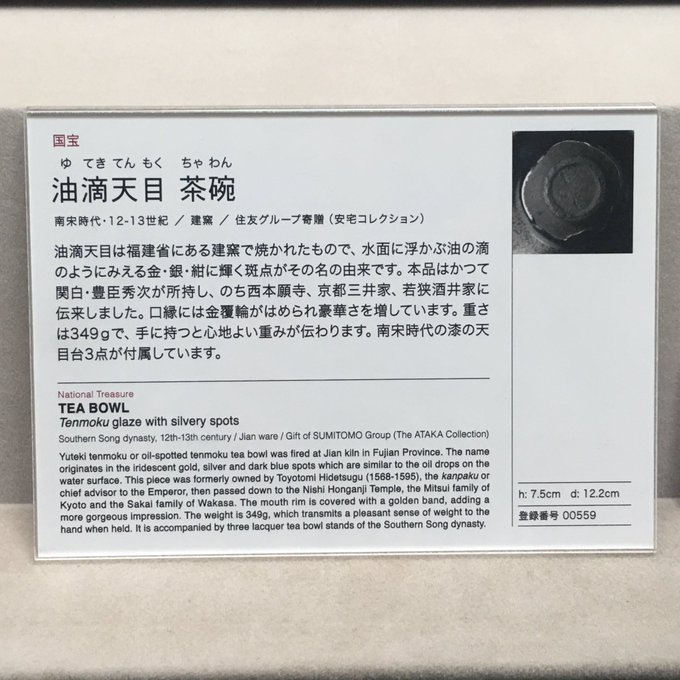 国宝
ゆ てき てん もく ちゃ わん
油滴天目 茶碗
南宋時代・12-13世紀 / 建窯 / 住友グループ寄贈（安宅コレクション）
油滴天目は福建省にある建窯で焼かれたもので、水面に浮かぶ油の滴
のようにみえる金・銀・紺に輝く斑点がその名の由来です。本品はかつて
関白・豊臣秀次が所持し、のち西本願寺、京都三井家、若狭酒井家に
伝来しました。口縁には金覆輪がはめられ豪華さを増しています。重さ
は349gで、手に持つと心地よい重みが伝わります。南宋時代の漆の天
目台3点が付属しています。
National Treasure
TEA BOWL
Tenmoku glaze with silvery spots
Southern Song dynasty, 12th-13th century / Jian ware / Gift of SUMITOMO Group (The ATAKA Collection)
Yuteki tenmoku or oil-spotted tenmoku tea bowl was fired at Jian kiln in Fujian Province. The name
originates in the iridescent gold, silver and dark blue spots which are similar to the oil drops on the
water surface. This piece was formerly owned by Toyotomi Hidetsugu (1568-1595), the kanpaku or
chief advisor to the Emperor, then passed down to the Nishi Honganji Temple, the Mitsui family of
Kyoto and the Sakai family of Wakasa. The mouth rim is covered with a golden band, adding a
more gorgeous impression. The weight is 349g, which transmits a pleasant sense of weight to the
hand when held. It is accompanied by three lacquer tea bowl stands of the Southern Song dynasty.
h: 7.5cm d: 12.2cm
登録番号 00559